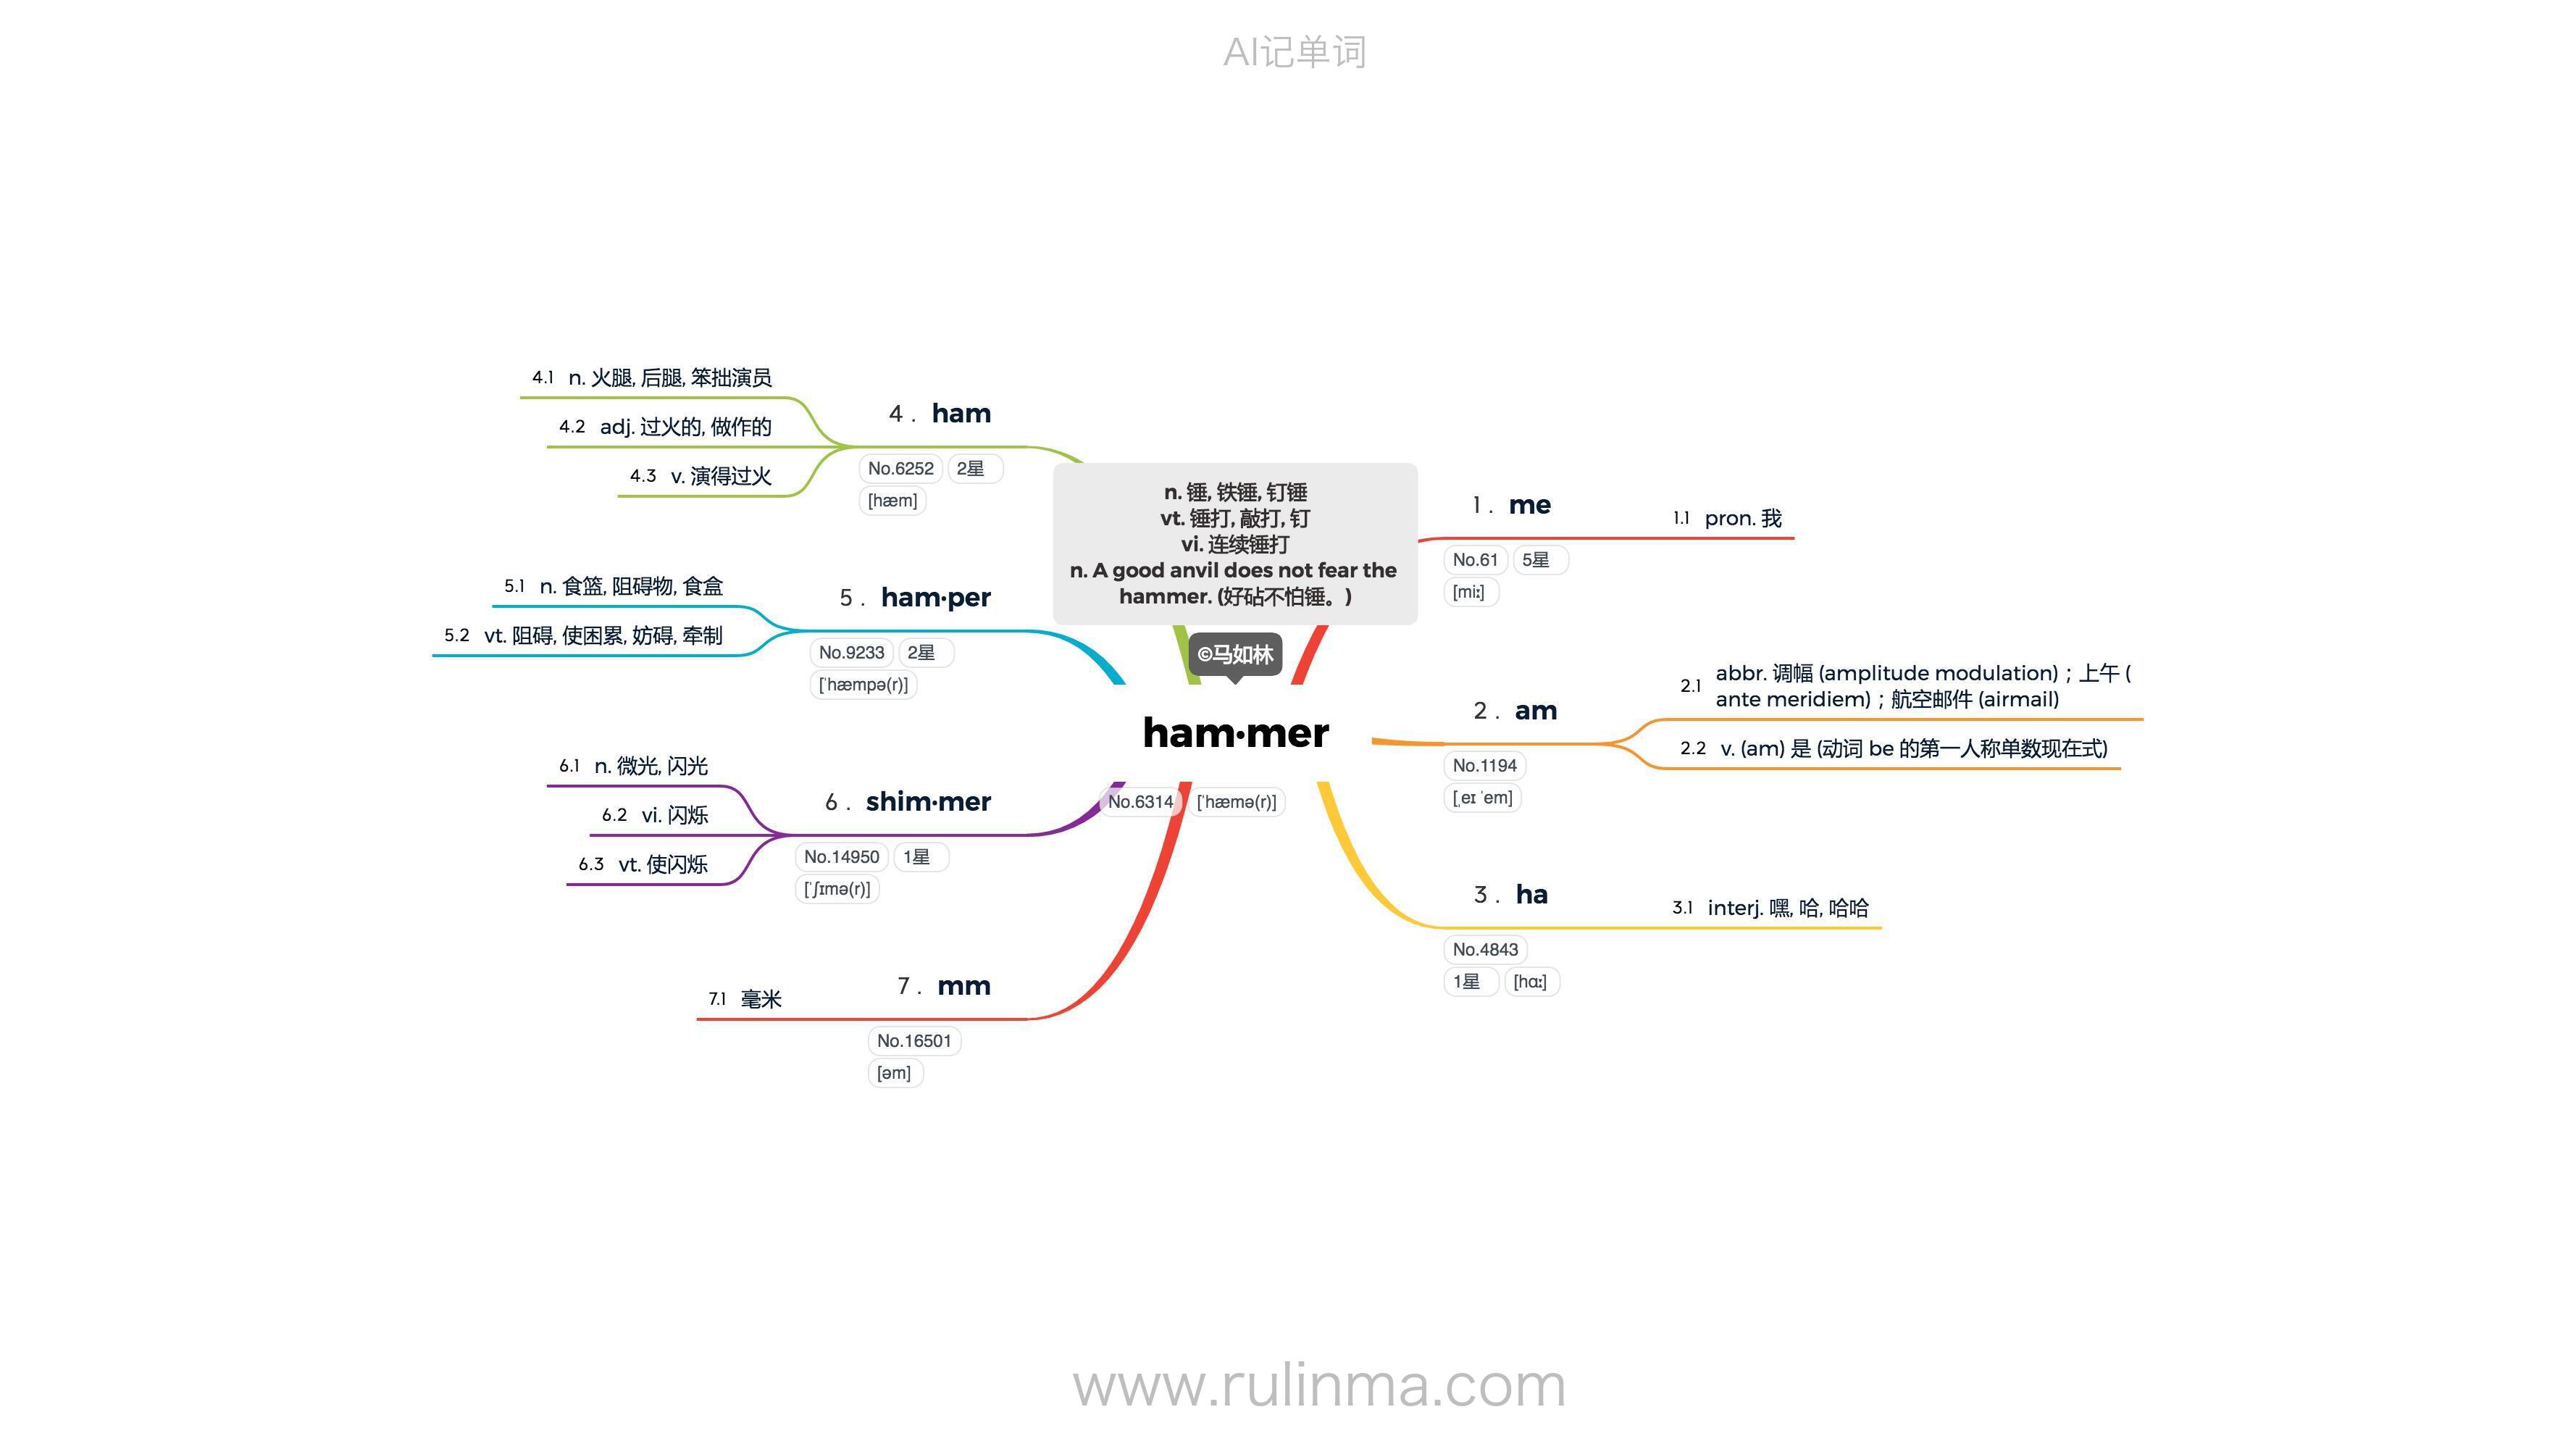 AI记单词
n. 锤, 铁锤, 钉锤
vt. 锤打, 敲打, 钉
vi. 连续锤打
n. A good anvil does not fear the
hammer. (好砧不怕锤。)
©马如林
ham·mer
No.6314 [ˈhæmə(r)]
1 . me
No.61 5星
[miː]
1.1 pron. 我
2 . am
No.1194
[ˌeɪ ˈem]
2.1 abbr. 调幅 (amplitude modulation)；上午 (
ante meridiem)；航空邮件 (airmail)
2.2 v. (am) 是 (动词 be 的第一人称单数现在式)
3 . ha
No.4843
1星 [hɑː]
3.1 interj. 嘿, 哈, 哈哈
4 . ham
No.6252 2星
[hæm]
4.1 n. 火腿, 后腿, 笨拙演员
4.2 adj. 过火的, 做作的
4.3 v. 演得过火
5 . ham·per
No.9233 2星
[ˈhæmpə(r)]
5.1 n. 食篮, 阻碍物, 食盒
5.2 vt. 阻碍, 使困累, 妨碍, 牵制
6 . shim·mer
No.14950 1星
[ˈʃɪmə(r)]
6.1 n. 微光, 闪光
6.2 vi. 闪烁
6.3 vt. 使闪烁
7 . mm
No.16501
[əm]
7.1 毫米
www.rulinma.com